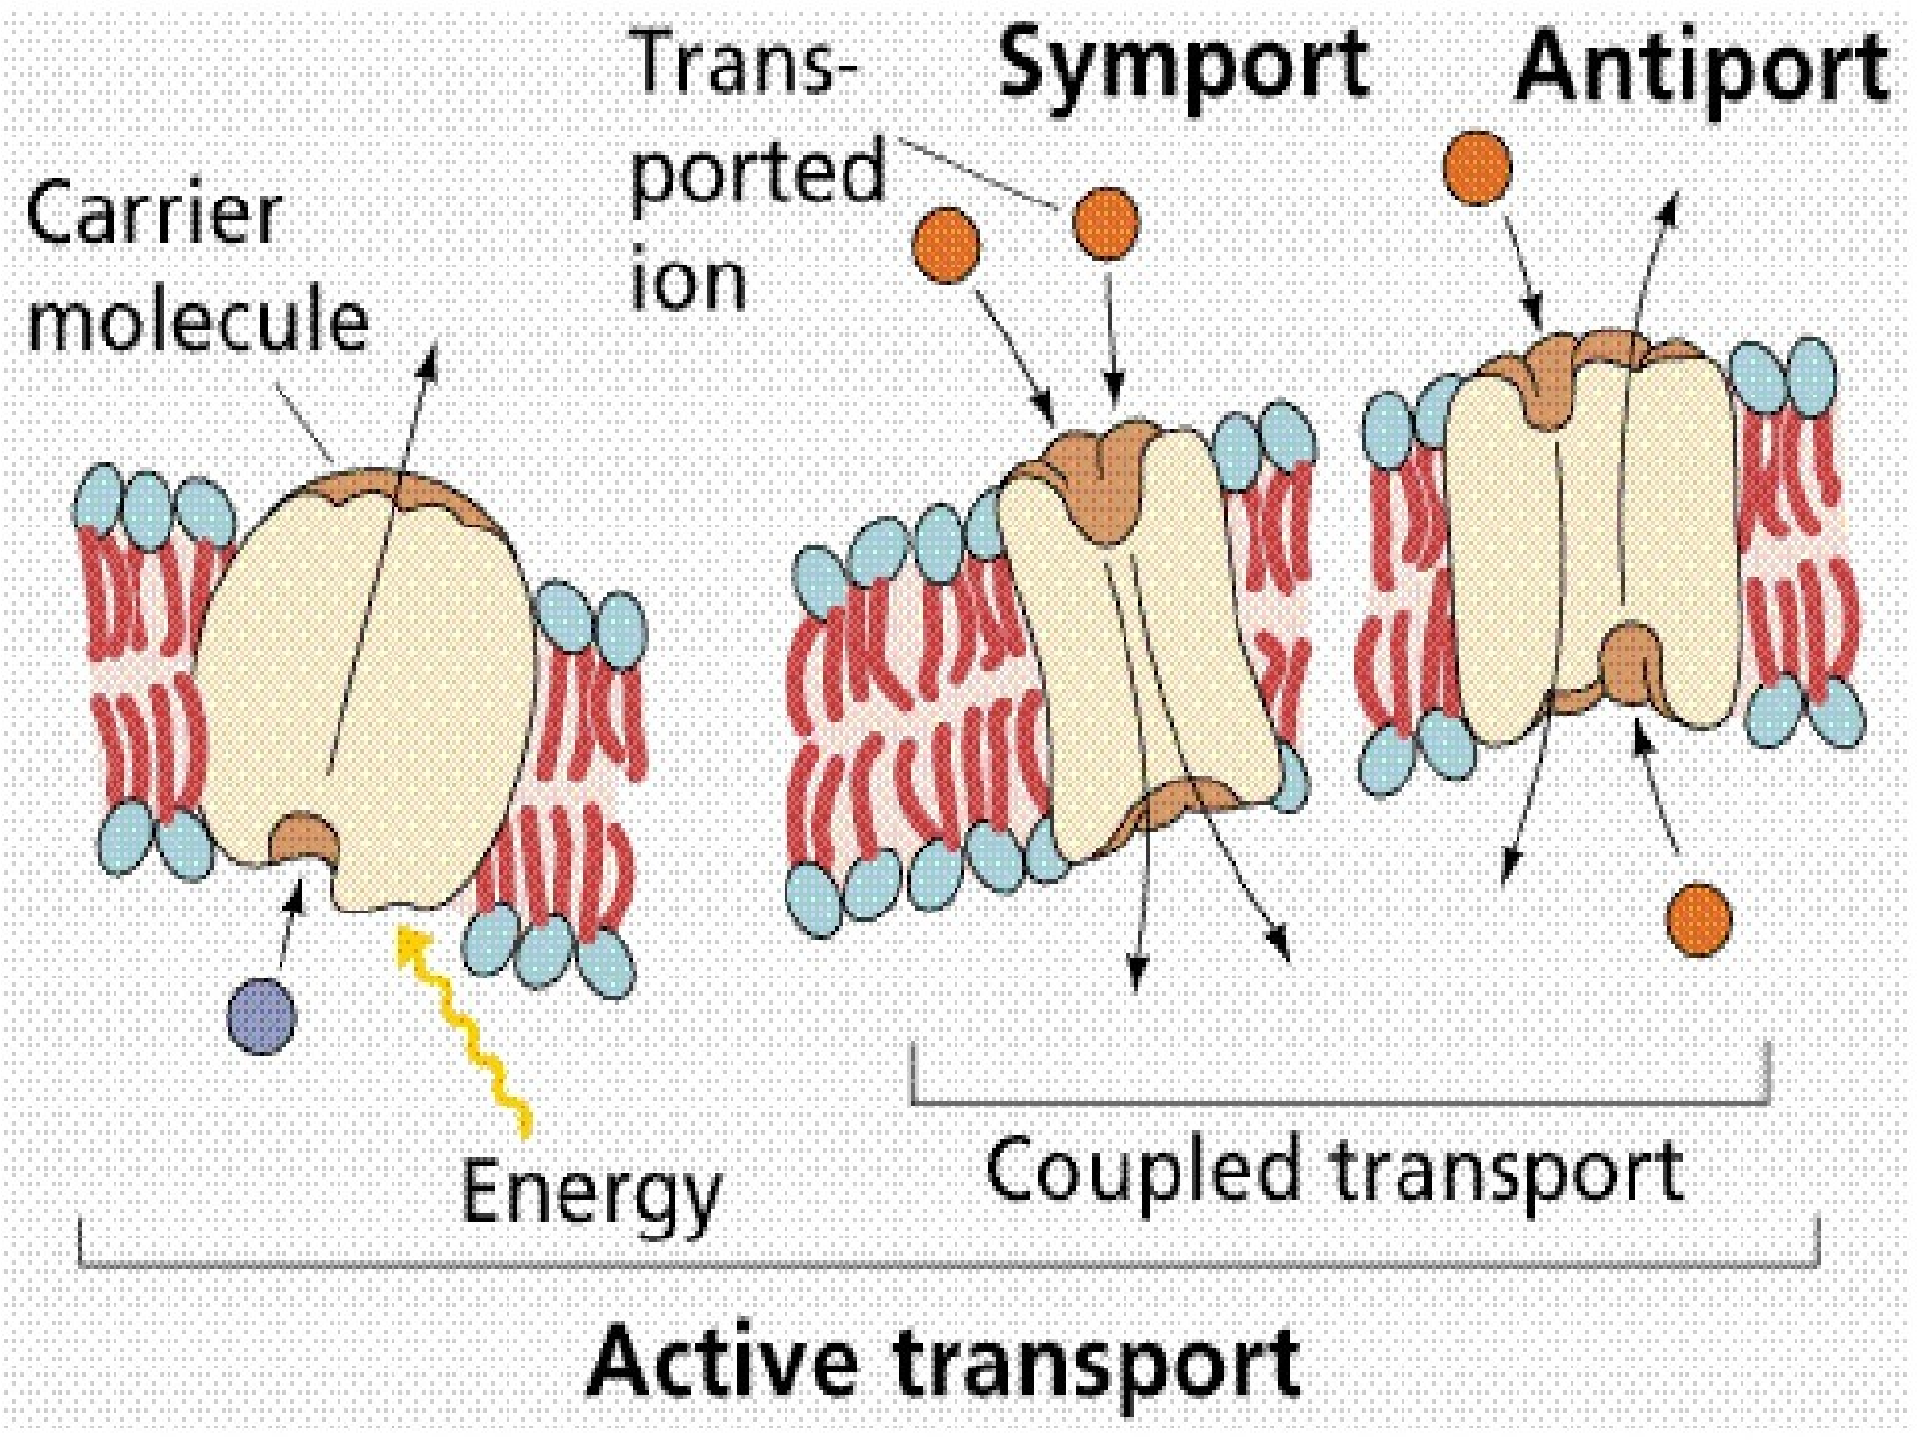 Trans-
ported
ion
Symport
Antiport
Carrier
molecule
Energy
Coupled transport
Active transport